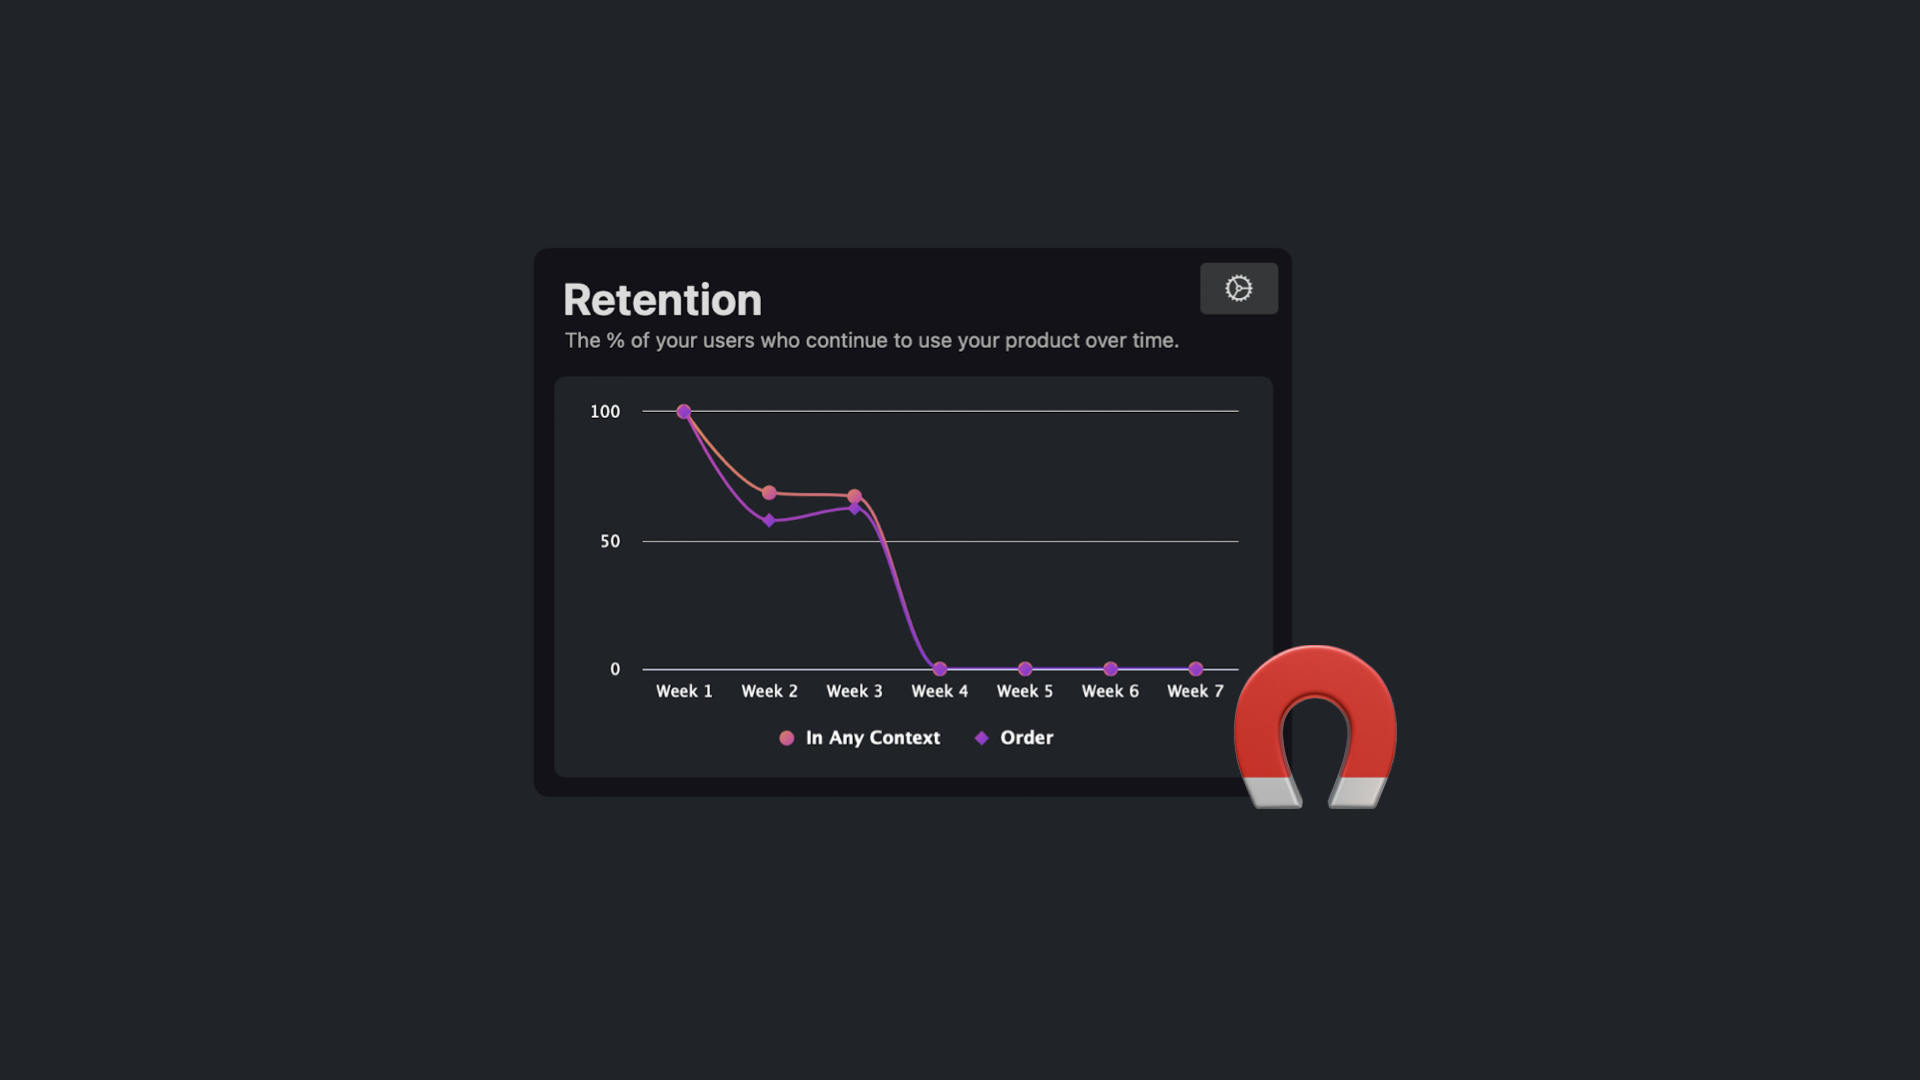 Retention
The % of your users who continue to use your product over time.
100
50
0
Week 1 Week 2 Week 3 Week 4 Week 5 Week 6 Week 7
In Any Context Order